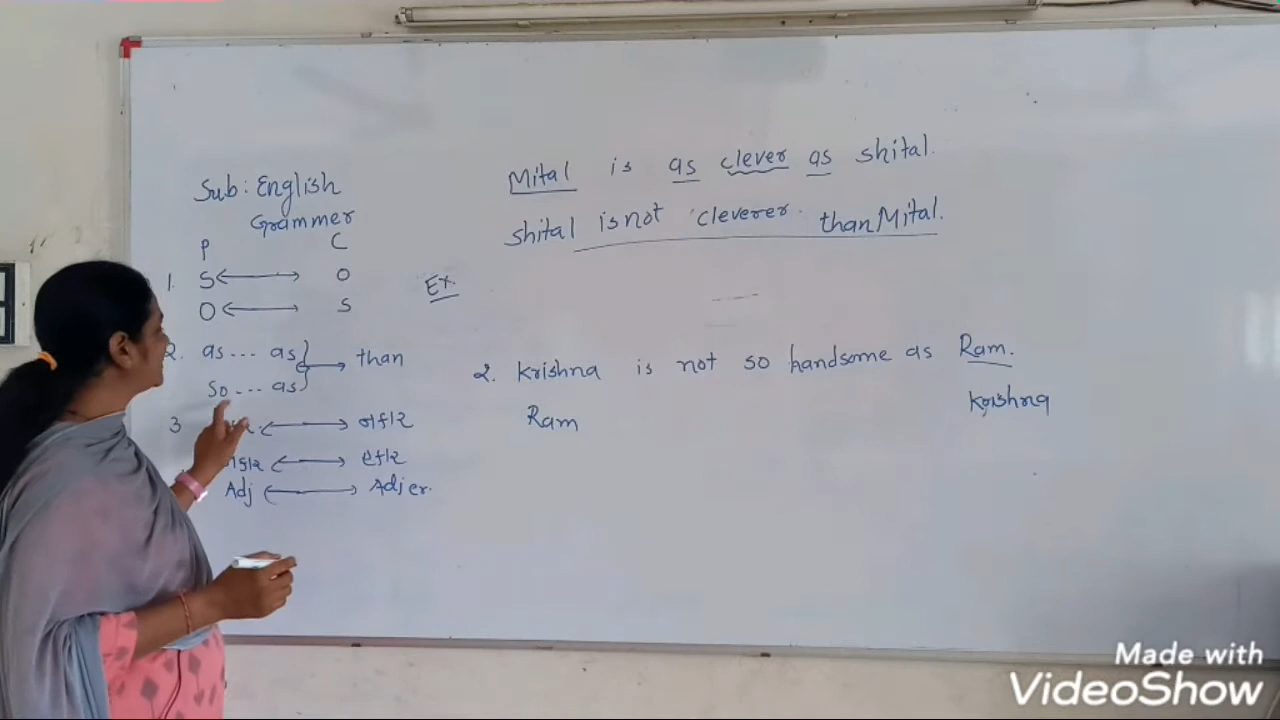 Sub: English
Grammer
P C
1. S O
O S
2. as... as than
so... as
3 નકાર
હકાર
Adj Adj er.
Mital is as clever as shital.
shital is not cleverer than Mital.
Ex.
2. Krishna is not so handsome as Ram.
Ram Krishna
Made with
VideoShow